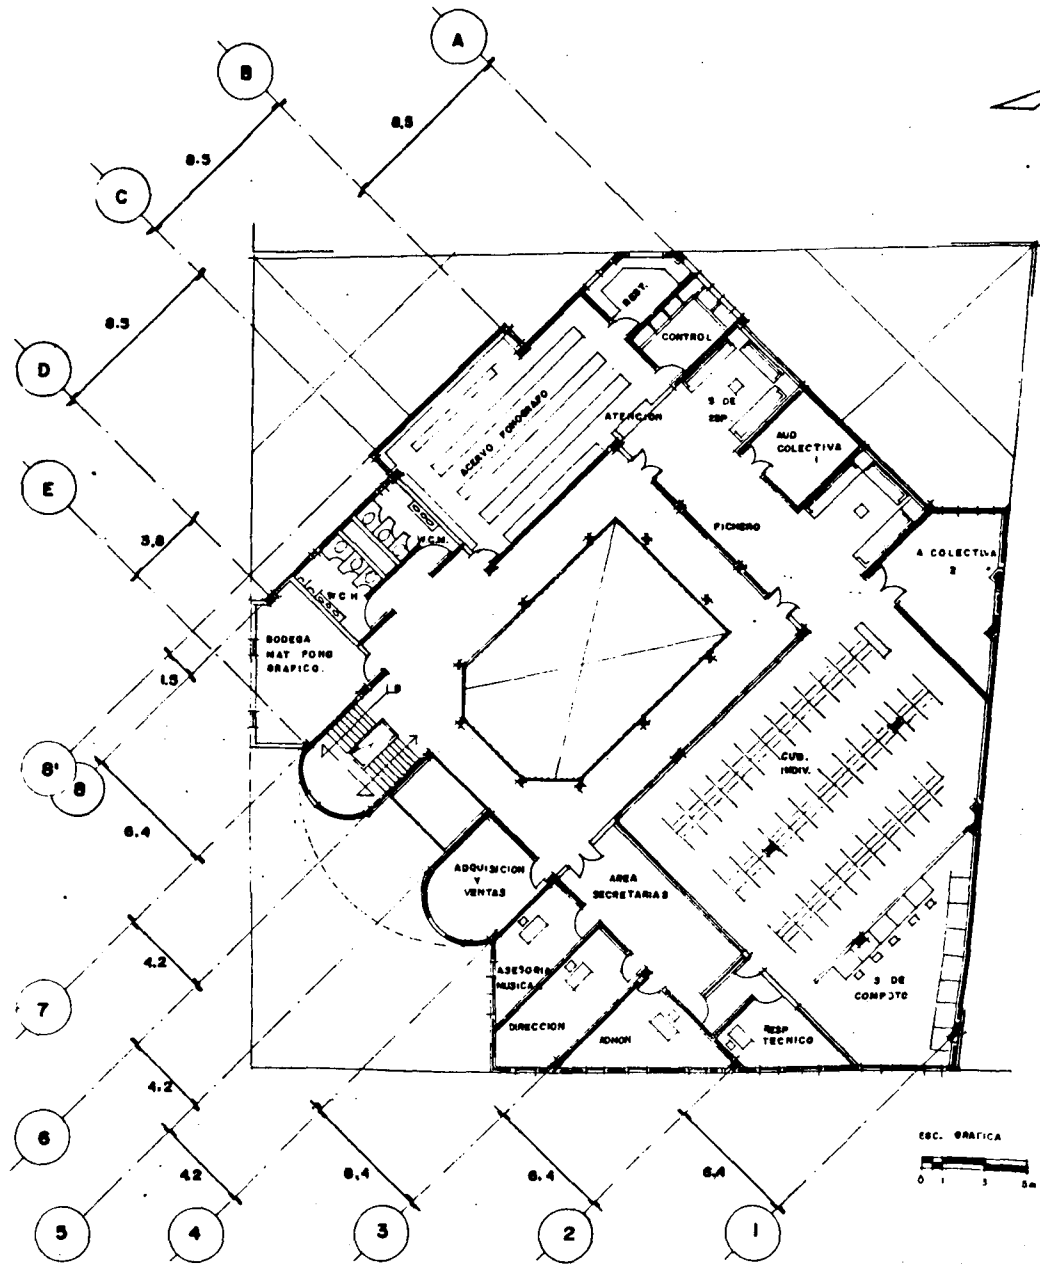 A
B
8.5
8.5
C
8.5
D
REST.
CONTROL
S DE
ESP
ATENCION
ACERVO FONOGRAFO
AUD
COLECTIVA
1
E
3.8
FICHERO
W.C.M.
A COLECTIVA
2
W C H
BODEGA
MAT FONO
GRAFICO.
1.5
B
8'
8
CUB.
INDIV.
6.4
ADQUISICION
Y
VENTAS
AREA
SECRETARIAS
4.2
ASESORIA
MUSICAL
S DE
COMPUTO
7
DIRECCION
ADMON
RESP
TECNICO
4.2
6
ESC. GRAFICA
0 1 3 5m
4.2
6.4
6.4
6.4
5
4
3
2
1